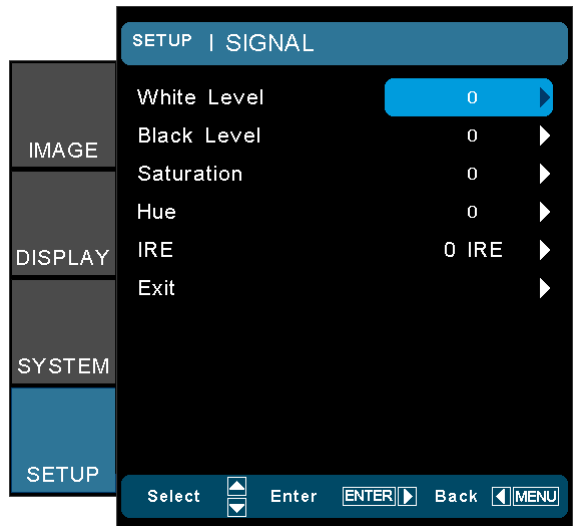 SETUP | SIGNAL
White Level 0
Black Level 0
Saturation 0
Hue 0
IRE 0 IRE
Exit
IMAGE
DISPLAY
SYSTEM
SETUP
Select Enter ENTER Back MENU